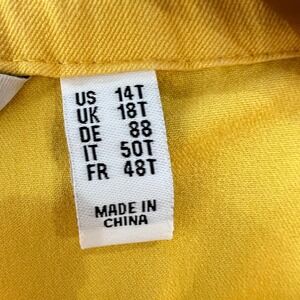 US 14T
UK 18T
DE 88
IT 50T
FR 48T
MADE IN
CHINA